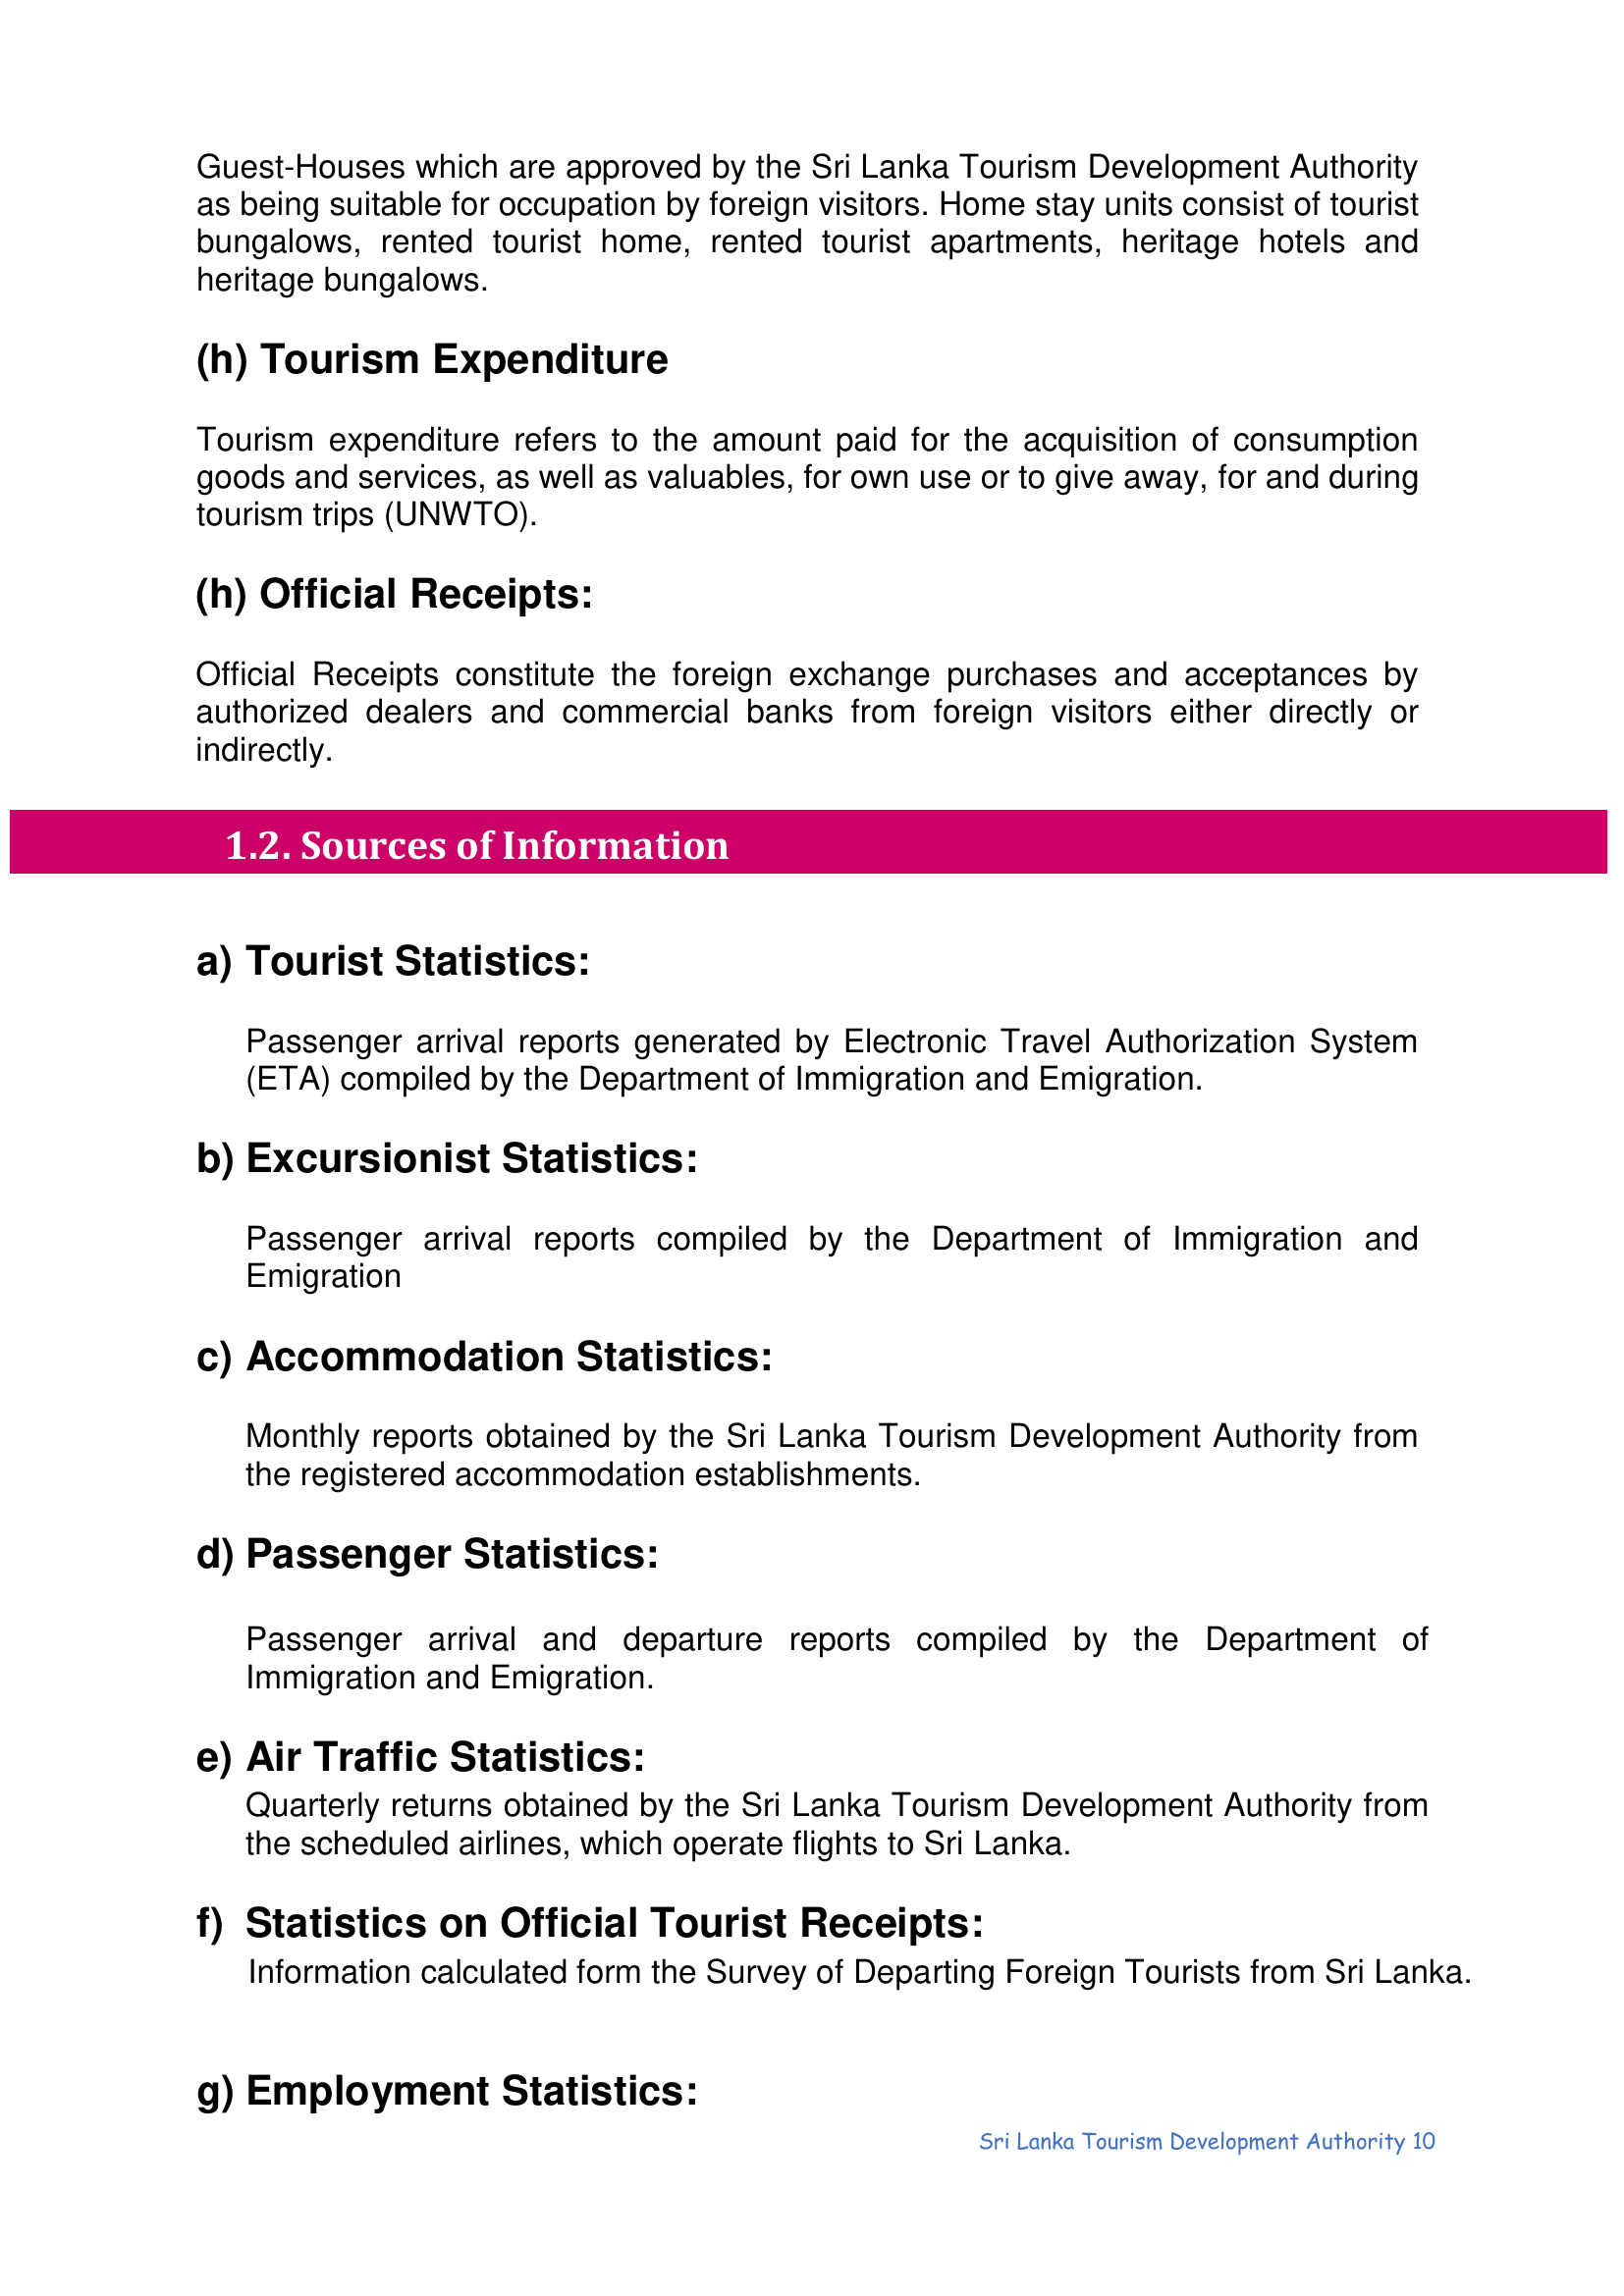 Guest-Houses which are approved by the Sri Lanka Tourism Development Authority
as being suitable for occupation by foreign visitors. Home stay units consist of tourist
bungalows, rented tourist home, rented tourist apartments, heritage hotels and
heritage bungalows.
(h) Tourism Expenditure
Tourism expenditure refers to the amount paid for the acquisition of consumption
goods and services, as well as valuables, for own use or to give away, for and during
tourism trips (UNWTO).
(h) Official Receipts:
Official Receipts constitute the foreign exchange purchases and acceptances by
authorized dealers and commercial banks from foreign visitors either directly or
indirectly.
1.2. Sources of Information
a) Tourist Statistics:
Passenger arrival reports generated by Electronic Travel Authorization System
(ETA) compiled by the Department of Immigration and Emigration.
b) Excursionist Statistics:
Passenger arrival reports compiled by the Department of Immigration and
Emigration
c) Accommodation Statistics:
Monthly reports obtained by the Sri Lanka Tourism Development Authority from
the registered accommodation establishments.
d) Passenger Statistics:
Passenger arrival and departure reports compiled by the Department of
Immigration and Emigration.
e) Air Traffic Statistics:
Quarterly returns obtained by the Sri Lanka Tourism Development Authority from
the scheduled airlines, which operate flights to Sri Lanka.
f) Statistics on Official Tourist Receipts:
Information calculated form the Survey of Departing Foreign Tourists from Sri Lanka.
g) Employment Statistics:
Sri Lanka Tourism Development Authority 10